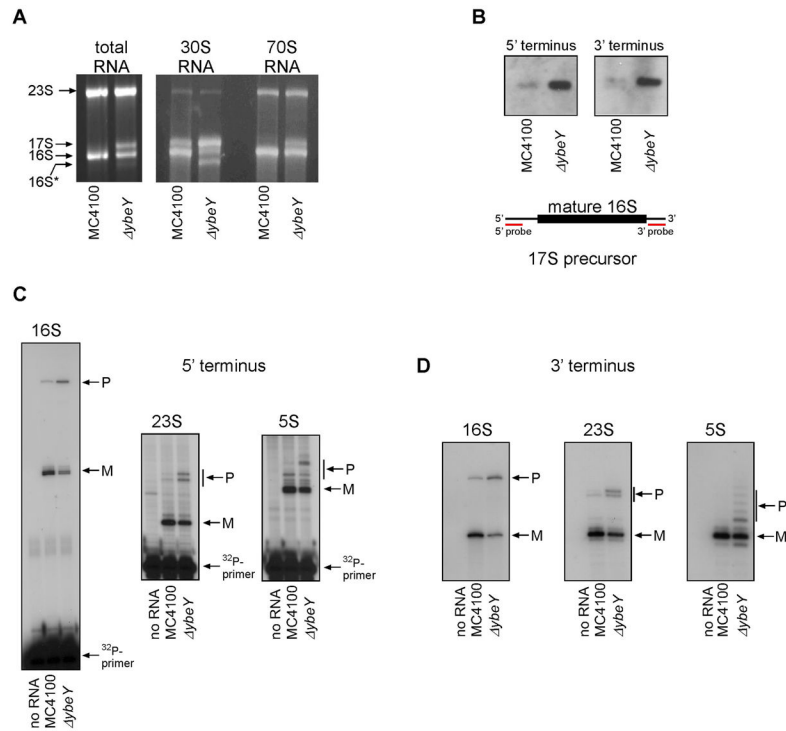 A
total RNA
30S RNA
70S RNA
23S
17S
16S
16S*
MC4100
ΔybeY
MC4100
ΔybeY
MC4100
ΔybeY
B
5’ terminus
3’ terminus
MC4100
ΔybeY
MC4100
ΔybeY
mature 16S
5’
3’
5’ probe
3’ probe
17S precursor
C
16S
5’ terminus
P
M
32P-
primer
no RNA
MC4100
ΔybeY
23S
P
M
32P-
primer
no RNA
MC4100
ΔybeY
5S
P
M
32P-
primer
no RNA
MC4100
ΔybeY
D
3’ terminus
16S
P
M
no RNA
MC4100
ΔybeY
23S
P
M
no RNA
MC4100
ΔybeY
5S
P
M
no RNA
MC4100
ΔybeY